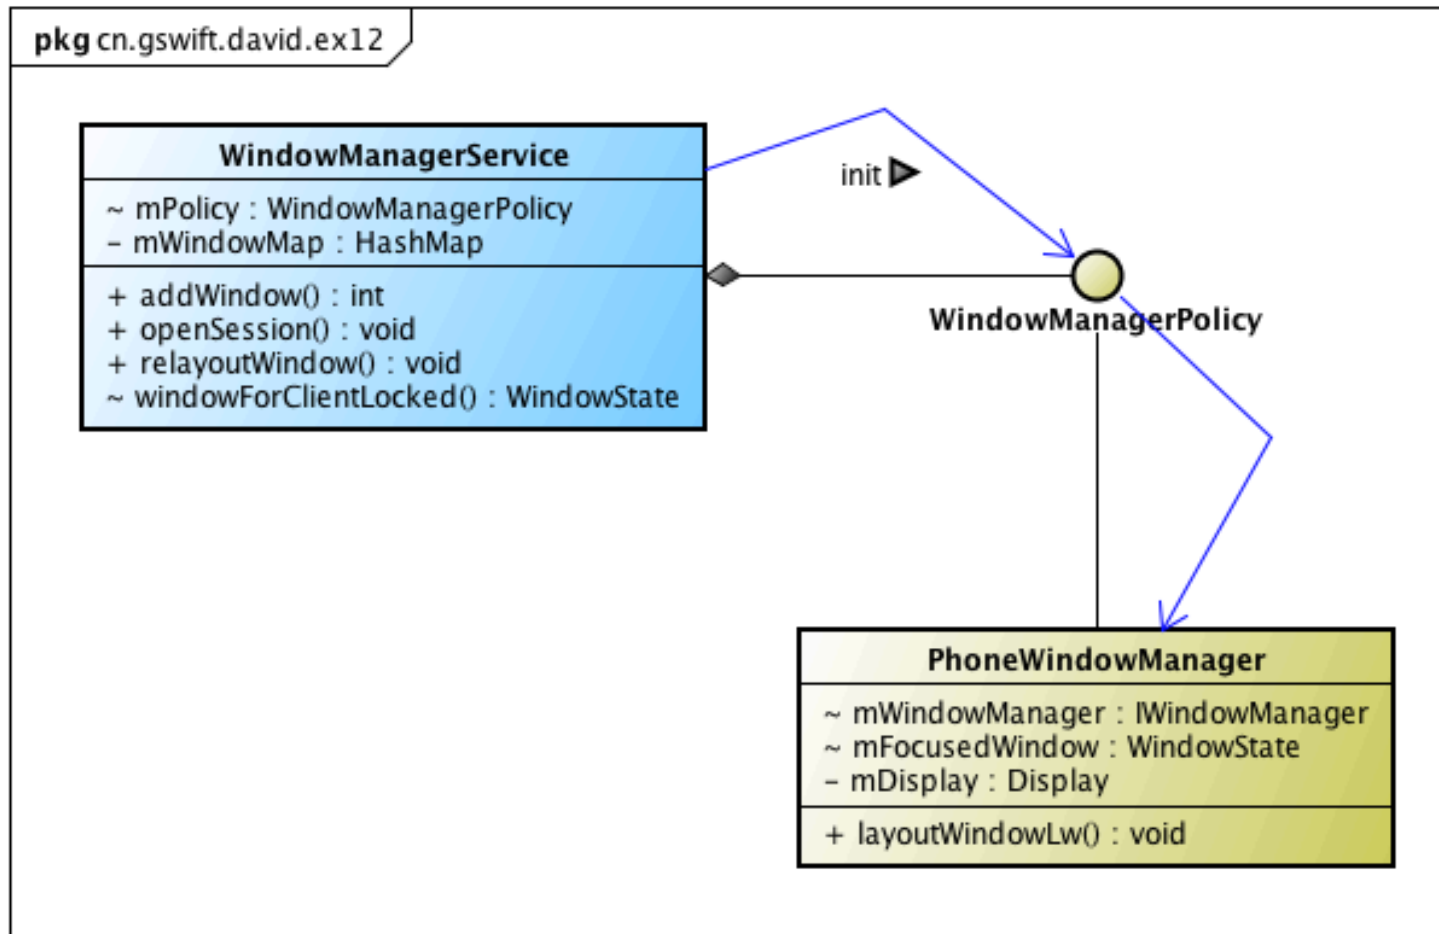 pkg cn.gswift.david.ex12
WindowManagerService
~ mPolicy : WindowManagerPolicy
- mWindowMap : HashMap
+ addWindow() : int
+ openSession() : void
+ relayoutWindow() : void
~ windowForClientLocked() : WindowState
init
WindowManagerPolicy
PhoneWindowManager
~ mWindowManager : IWindowManager
~ mFocusedWindow : WindowState
- mDisplay : Display
+ layoutWindowLw() : void